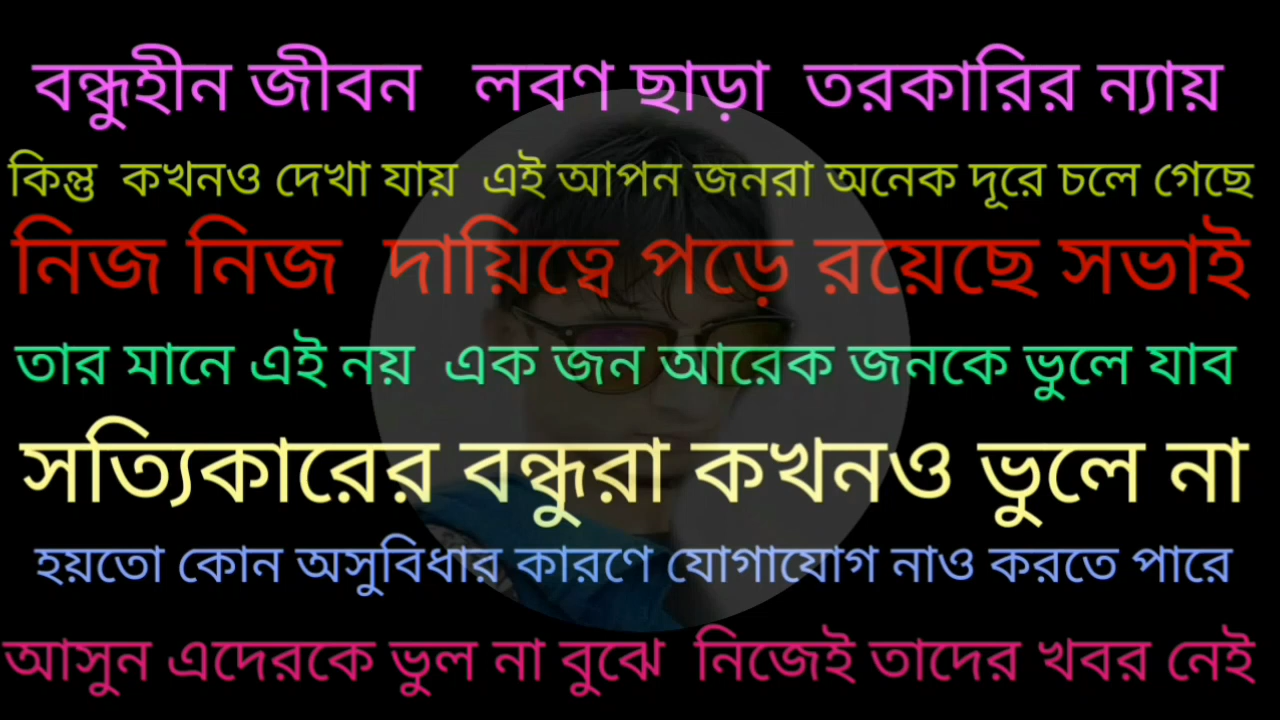 বন্ধুহীন জীবন লবণ ছাড়া তরকারির ন্যায়
কিন্তু কখনও দেখা যায় এই আপন জনরা অনেক দূরে চলে গেছে
নিজ নিজ দায়িত্বে পড়ে রয়েছে সভাই
তার মানে এই নয় এক জন আরেক জনকে ভুলে যাব
সত্যিকারের বন্ধুরা কখনও ভুলে না
হয়তো কোন অসুবিধার কারণে যোগাযোগ নাও করতে পারে
আসুন এদেরকে ভুল না বুঝে নিজেই তাদের খবর নেই